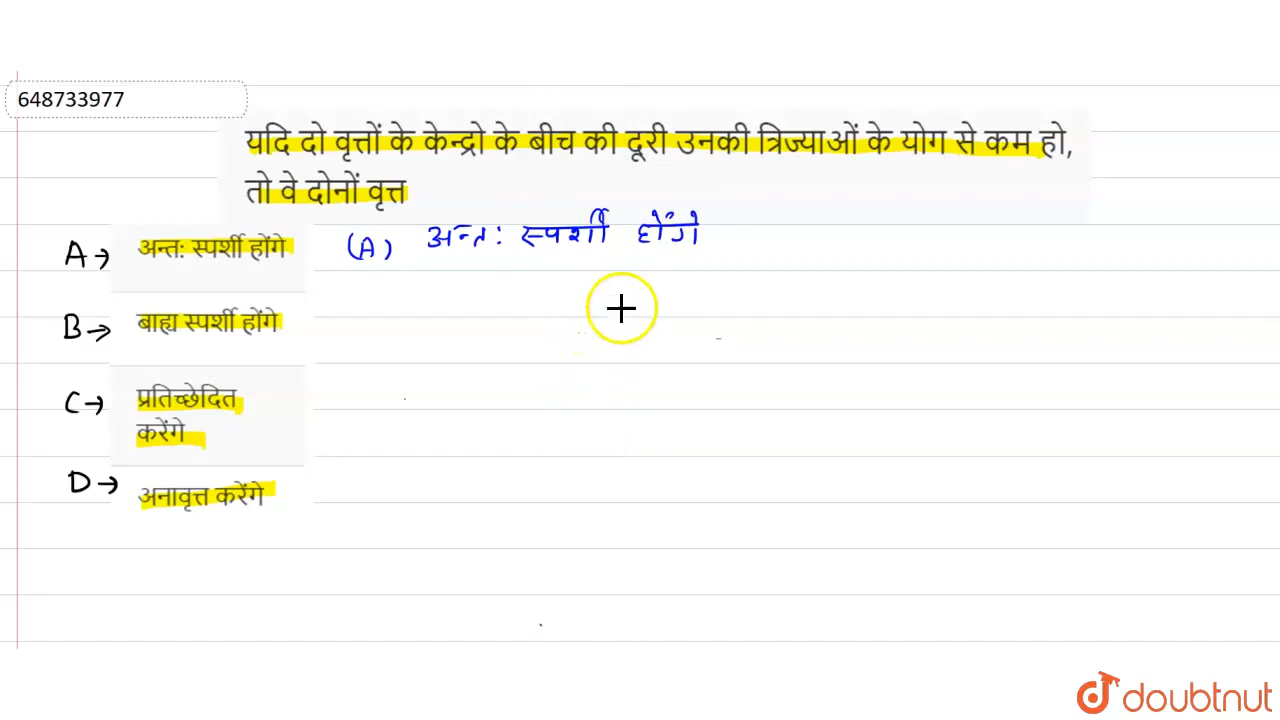 648733977
यदि दो वृत्तों के केन्द्रो के बीच की दूरी उनकी त्रिज्याओं के योग से कम हो,
तो वे दोनों वृत्त
A→ अन्त: स्पर्शी होंगे (A) अन्त: स्पर्शी होंगे
B→ बाह्य स्पर्शी होंगे
C→ प्रतिच्छेदित
करेंगे
D→ अनावृत्त करेंगे
doubtnut